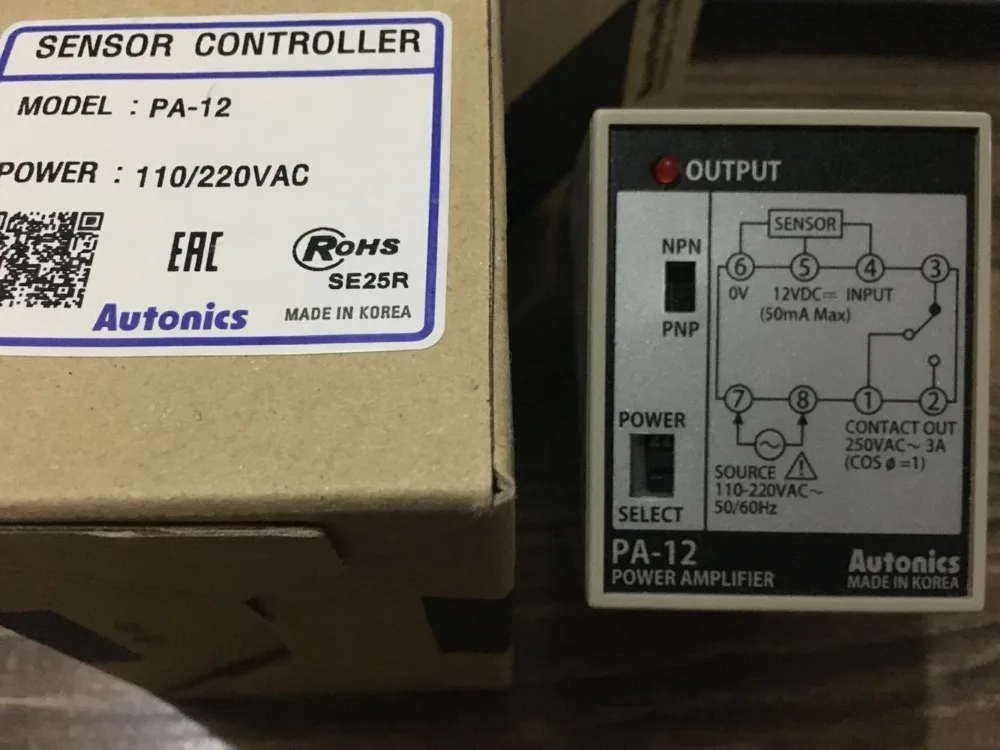 SENSOR CONTROLLER
MODEL : PA-12
POWER : 110/220VAC
EAC
RoHS
SE25R
Autonics
MADE IN KOREA
OUTPUT
NPN
PNP
POWER
SELECT
SENSOR
6 5 4 3
0V 12VDC⎓ INPUT
(50mA Max)
7 8 1 2
CONTACT OUT
250VAC~ 3A
(COS ø =1)
SOURCE
110-220VAC~
50/60Hz
PA-12
POWER AMPLIFIER
Autonics
MADE IN KOREA